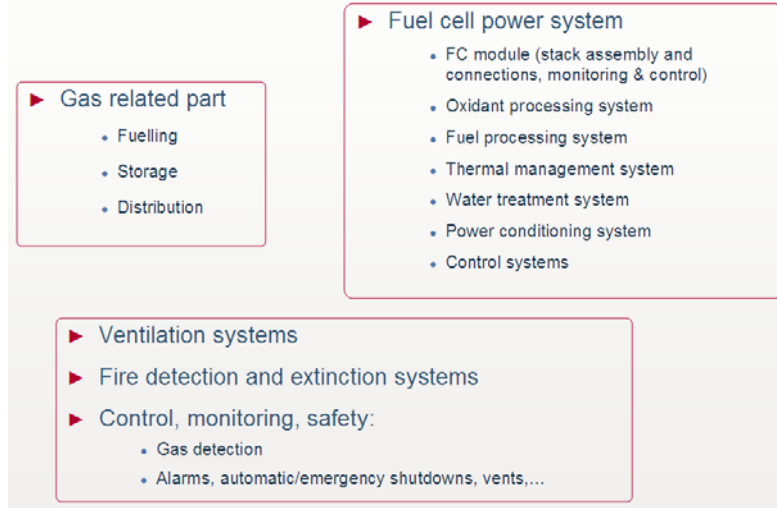 Fuel cell power system
FC module (stack assembly and
connections, monitoring & control)
Oxidant processing system
Fuel processing system
Thermal management system
Water treatment system
Power conditioning system
Control systems
Gas related part
Fuelling
Storage
Distribution
Ventilation systems
Fire detection and extinction systems
Control, monitoring, safety:
Gas detection
Alarms, automatic/emergency shutdowns, vents,...